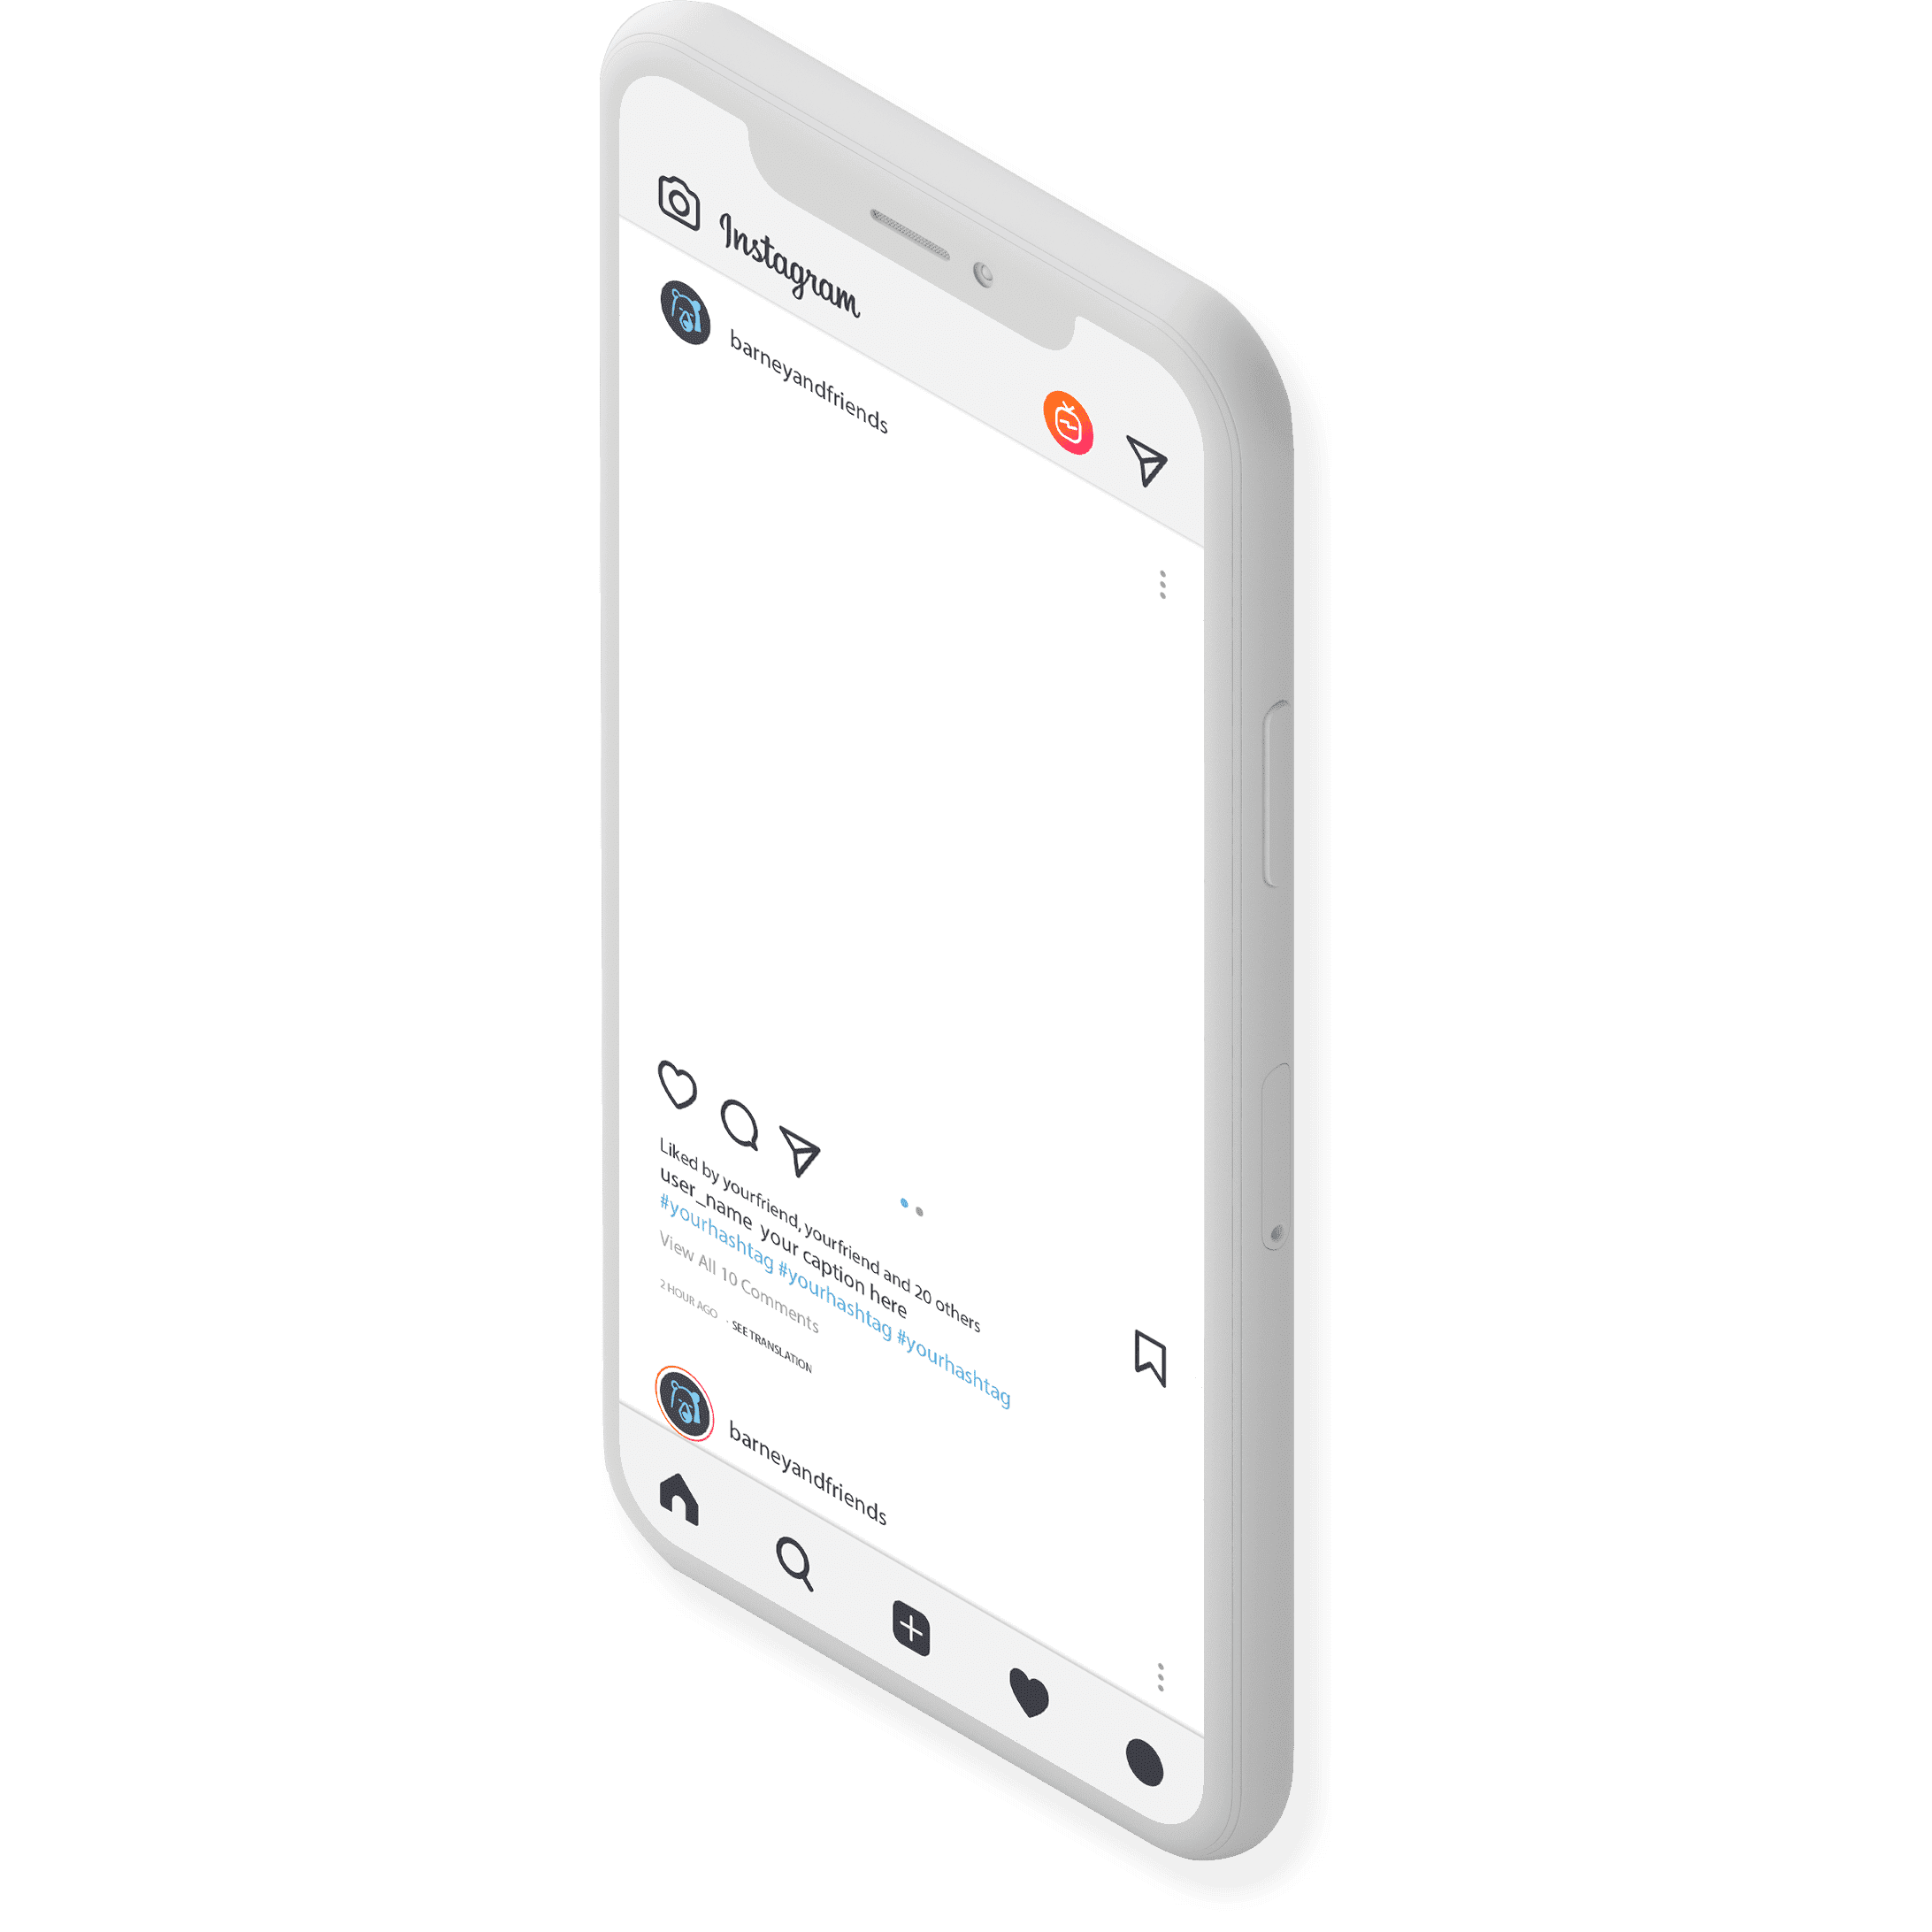 Instagram
barneyandfriends
Liked by yourfriend, yourfriend and 20 others
user_name your caption here
#yourhashtag #yourhashtag #yourhashtag
View All 10 Comments
2 HOUR AGO · SEE TRANSLATION
barneyandfriends